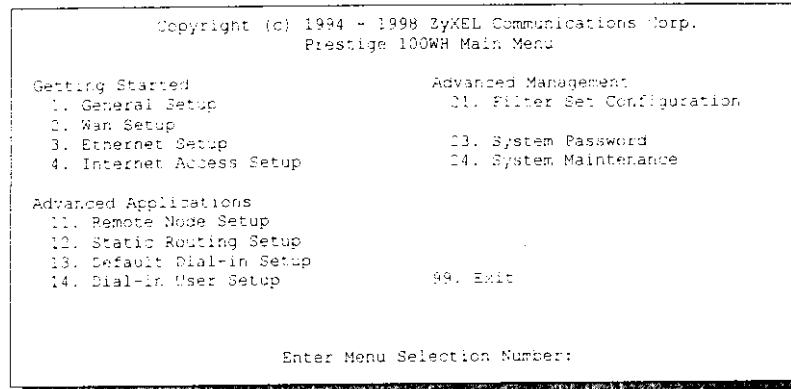 Copyright (c) 1994 - 1998 ZyXEL Communications Corp.
Prestige 100WH Main Menu
Getting Started
1. General Setup
2. Wan Setup
3. Ethernet Setup
4. Internet Access Setup
Advanced Applications
11. Remote Node Setup
12. Static Routing Setup
13. Default Dial-in Setup
14. Dial-in User Setup
Advanced Management
21. Filter Set Configuration
23. System Password
24. System Maintenance
99. Exit
Enter Menu Selection Number: